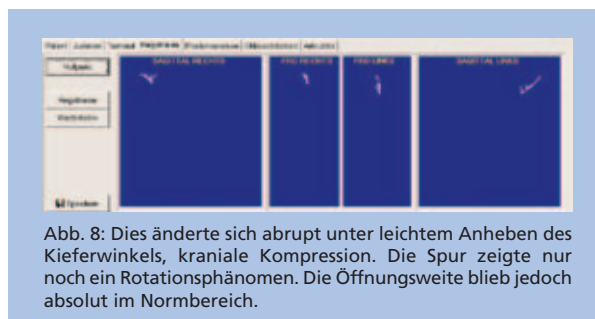 SAGITTAL RECHTS FRO RECHTS FRO LINKS SAGITTAL LINKS
Abb. 8: Dies änderte sich abrupt unter leichtem Anheben des
Kieferwinkels, kraniale Kompression. Die Spur zeigte nur
noch ein Rotationsphänomen. Die Öffnungsweite blieb jedoch
absolut im Normbereich.